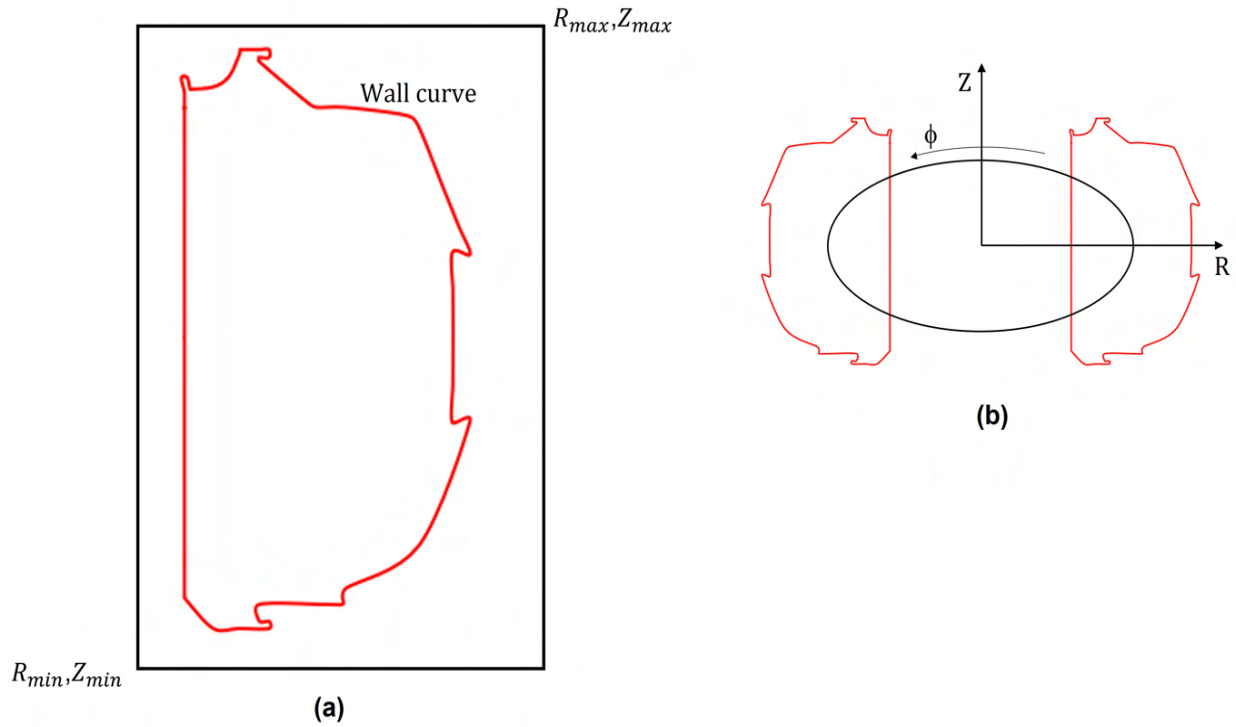 R_max,Z_max
Wall curve
R_min,Z_min
(a)
Z
ϕ
R
(b)